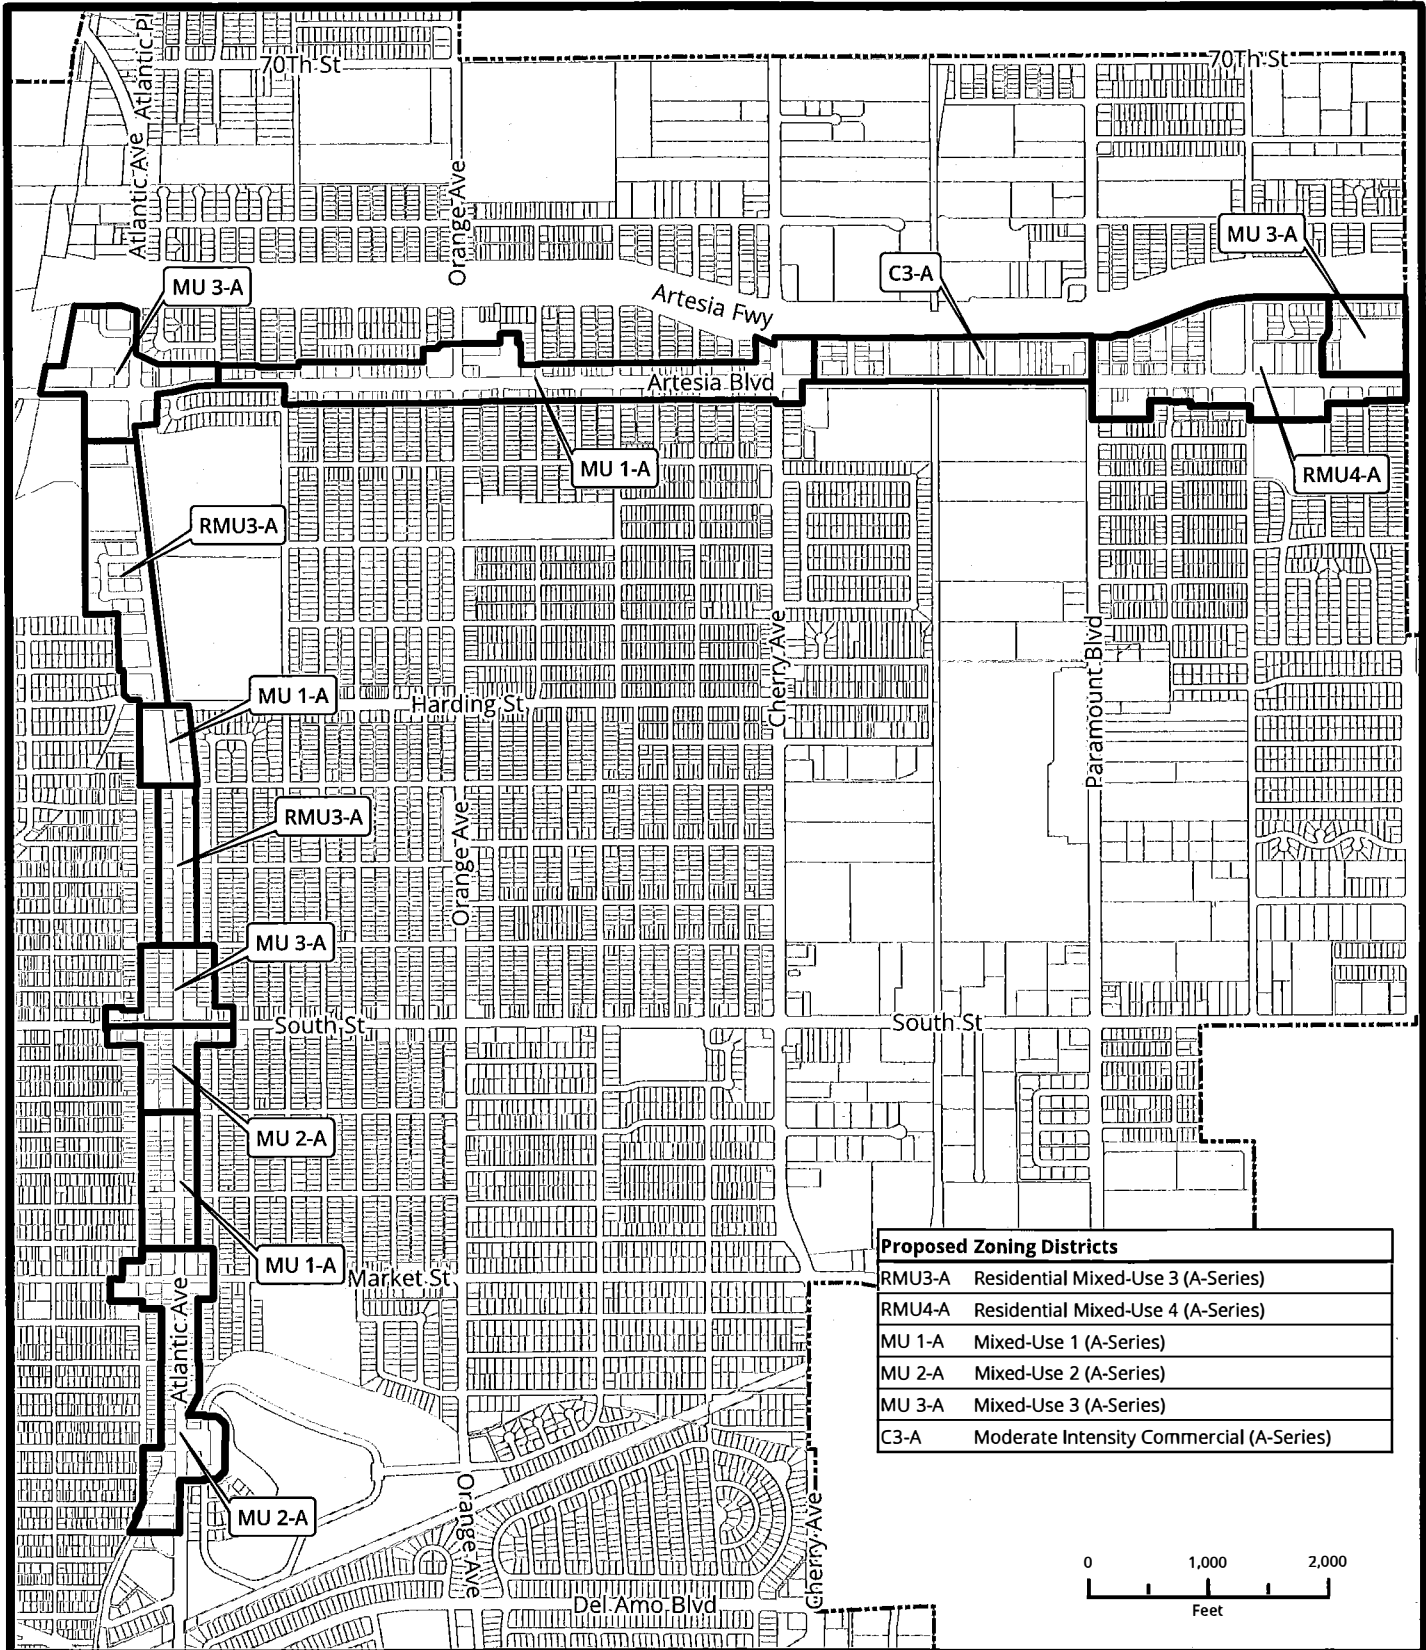 Atlantic Pl
70Th St
70Th St
Atlantic Ave
Orange Ave
MU 3-A
C3-A
MU 3-A
Artesia Fwy
Artesia Blvd
MU 1-A
RMU4-A
RMU3-A
Cherry Ave
Paramount Blvd
MU 1-A
Harding St
RMU3-A
Orange Ave
MU 3-A
South St
South St
MU 2-A
MU 1-A
Market St
Atlantic Ave
Proposed Zoning Districts
RMU3-A Residential Mixed-Use 3 (A-Series)
RMU4-A Residential Mixed-Use 4 (A-Series)
MU 1-A Mixed-Use 1 (A-Series)
MU 2-A Mixed-Use 2 (A-Series)
MU 3-A Mixed-Use 3 (A-Series)
C3-A Moderate Intensity Commercial (A-Series)
MU 2-A
Orange Ave
Cherry Ave
Del Amo Blvd
0 1,000 2,000
Feet